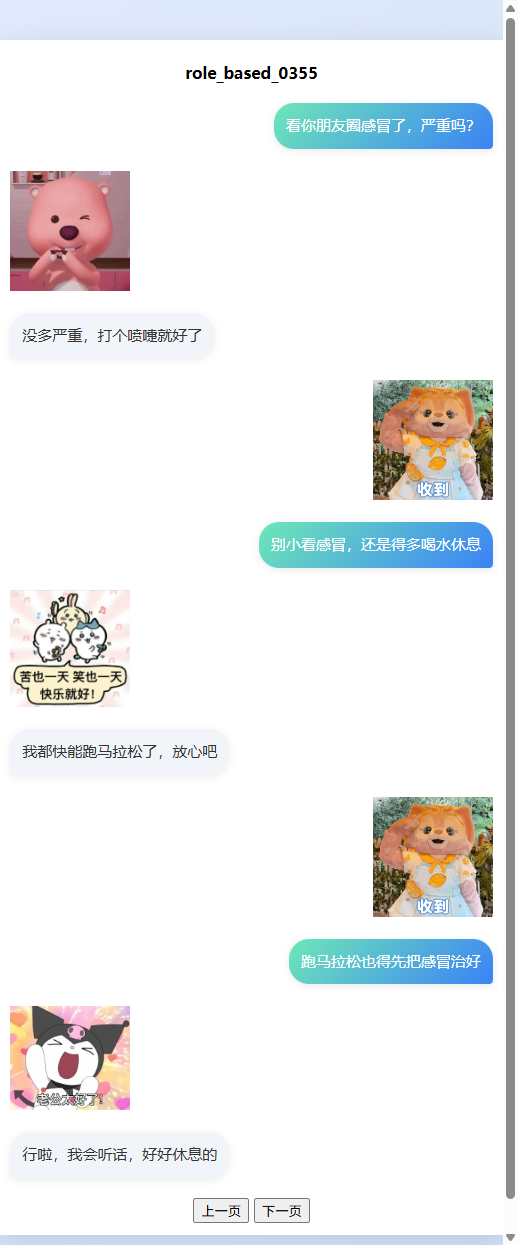 role_based_0355
看你朋友圈感冒了，严重吗？
LOVE
没多严重，打个喷嚏就好了
收到
别小看感冒，还是得多喝水休息
苦也一天 笑也一天
快乐就好！
我都快能跑马拉松了，放心吧
收到
跑马拉松也得先把感冒治好
老公太好了！
行啦，我会听话，好好休息的
上一页 下一页